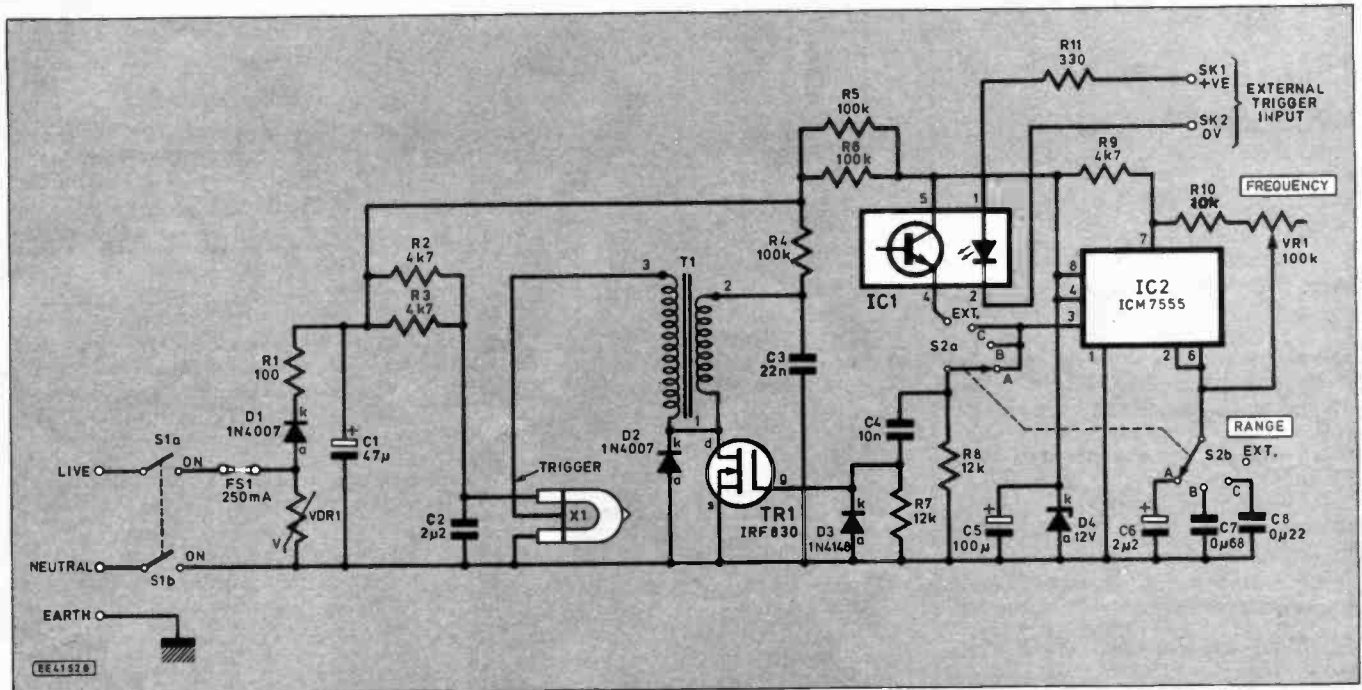 R11
330
SK1
+VE
EXTERNAL
TRIGGER
INPUT
SK2
0V
R5
100k
R6
100k
R9
4k7
R10
10k
FREQUENCY
VR1
100k
5
1
7
R4
100k
R2
4k7
R3
4k7
3
T1
2
IC1
4
2
8
4
IC2
ICM7555
3
EXT.
C
B
A
S2a
1
2
6
R1
100
C3
22n
D1
1N4007
k
a
+
C1
47µ
S1a
LIVE
ON
FS1
250mA
VDR1
V
S1b
NEUTRAL
ON
EARTH
TRIGGER
C2
2µ2
X1
D2
1N4007
k
a
1
d
g
s
TR1
IRF830
C4
10n
R8
12k
R7
12k
D3
1N4148
k
a
+
C5
100µ
k
a
D4
12V
RANGE
EXT.
S2b
A
B
C
+
C6
2µ2
C7
0µ68
C8
0µ22
EE4152G